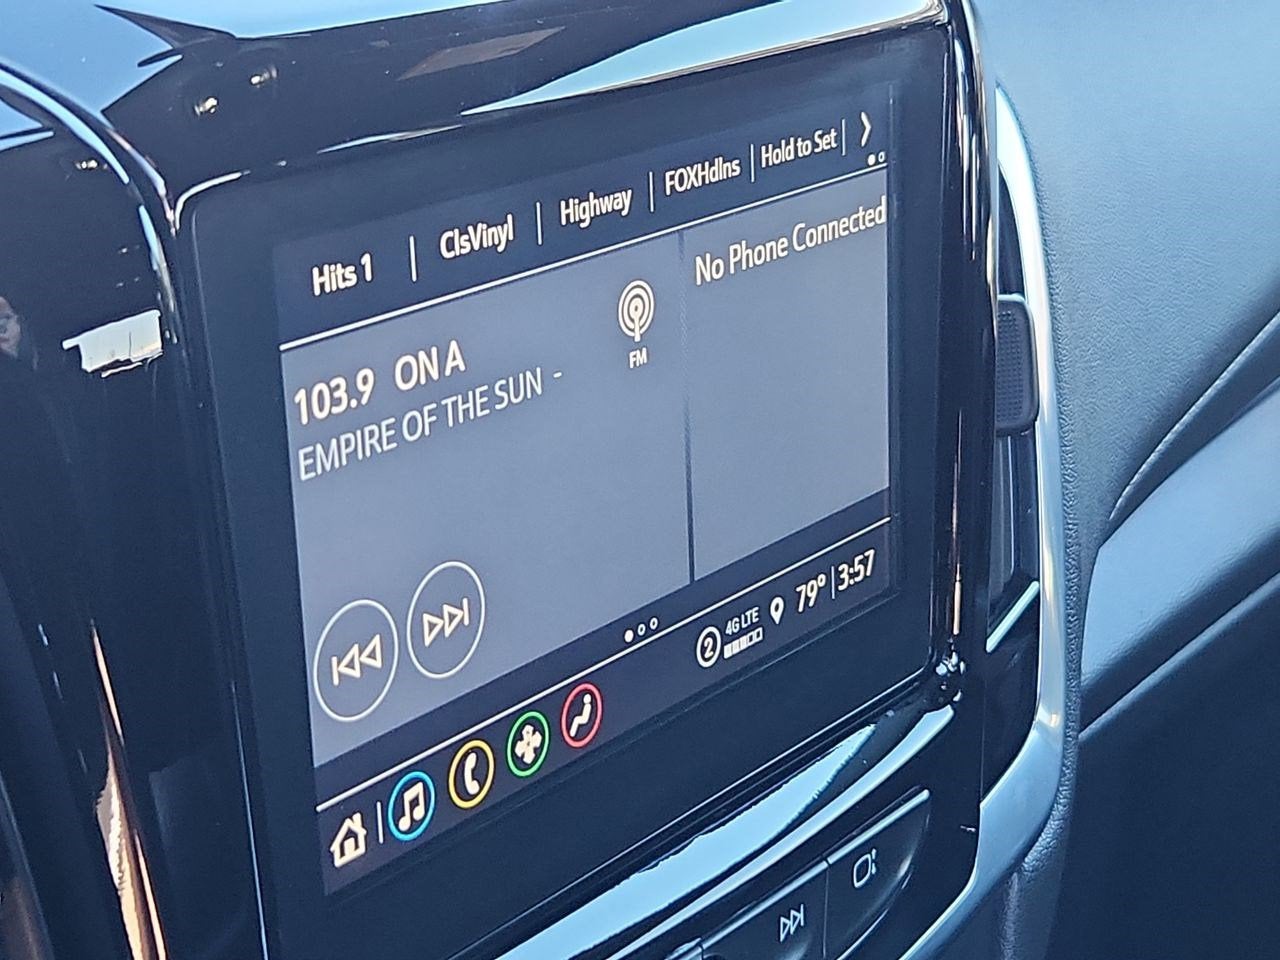 Hits 1 | ClsVinyl | Highway | FOXHdlns | Hold to Set |
103.9 ON A
EMPIRE OF THE SUN -
FM
No Phone Connected
2 4G LTE 79° | 3:57